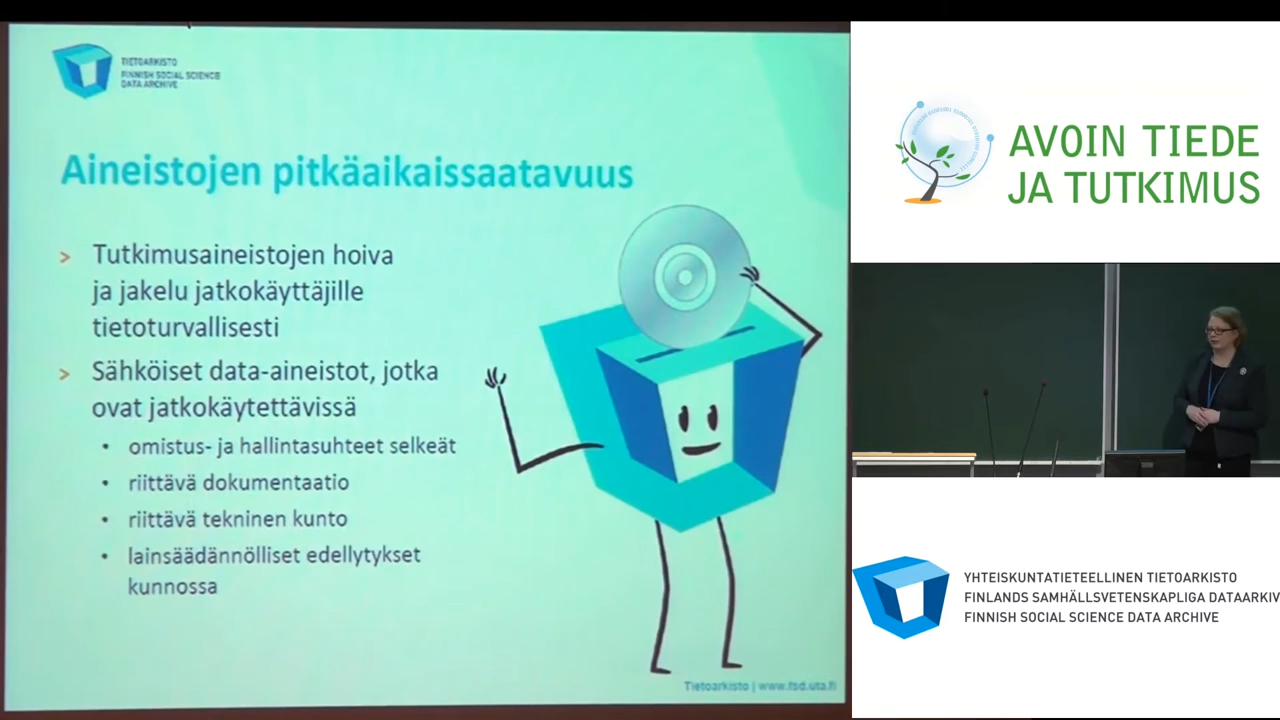 TIETOARKISTO
FINNISH SOCIAL SCIENCE
DATA ARCHIVE
Aineistojen pitkäaikaissaatavuus
> Tutkimusaineistojen hoiva
ja jakelu jatkokäyttäjille
tietoturvallisesti
> Sähköiset data-aineistot, jotka
ovat jatkokäytettävissä
• omistus- ja hallintasuhteet selkeät
• riittävä dokumentaatio
• riittävä tekninen kunto
• lainsäädännölliset edellytykset
kunnossa
Tietoarkisto | www.fsd.uta.fi
AVOIN TIEDE
JA TUTKIMUS
YHTEISKUNTATIETEELLINEN TIETOARKISTO
FINLANDS SAMHÄLLSVETENSKAPLIGA DATAARKIV
FINNISH SOCIAL SCIENCE DATA ARCHIVE